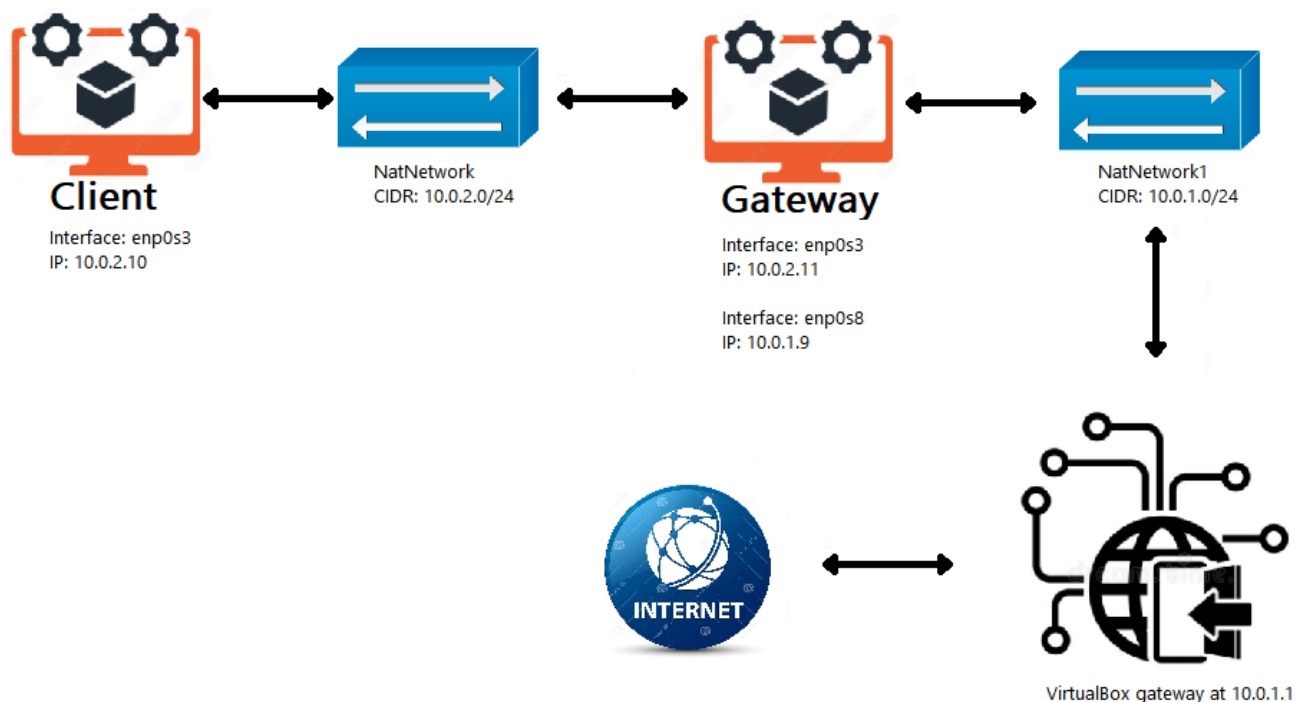 Client
Interface: enp0s3
IP: 10.0.2.10
NatNetwork
CIDR: 10.0.2.0/24
Gateway
Interface: enp0s3
IP: 10.0.2.11
Interface: enp0s8
IP: 10.0.1.9
NatNetwork1
CIDR: 10.0.1.0/24
INTERNET
VirtualBox gateway at 10.0.1.1